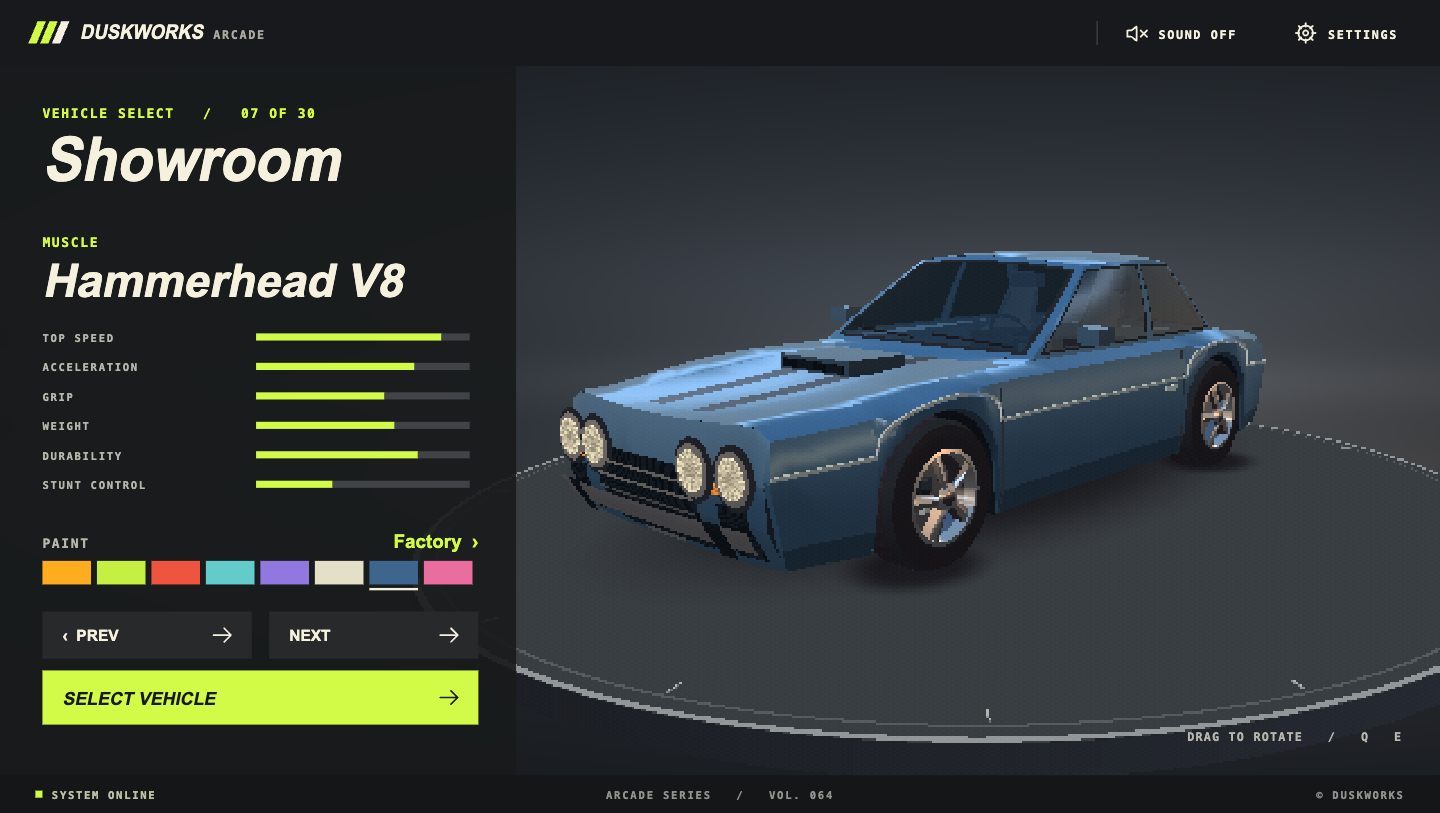 DUSKWORKS ARCADE
SOUND OFF
SETTINGS
VEHICLE SELECT / 07 OF 30
Showroom
MUSCLE
Hammerhead V8
TOP SPEED
ACCELERATION
GRIP
WEIGHT
DURABILITY
STUNT CONTROL
PAINT
Factory ›
‹ PREV →
NEXT →
SELECT VEHICLE →
DRAG TO ROTATE / Q E
SYSTEM ONLINE
ARCADE SERIES / VOL. 064
© DUSKWORKS